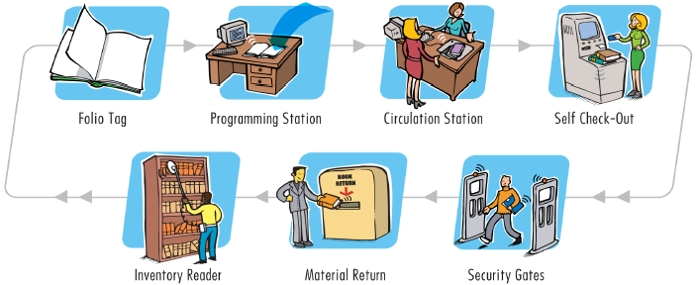 Folio Tag
Programming Station
Circulation Station
Self Check-Out
BOOK
RETURN
Inventory Reader
Material Return
Security Gates